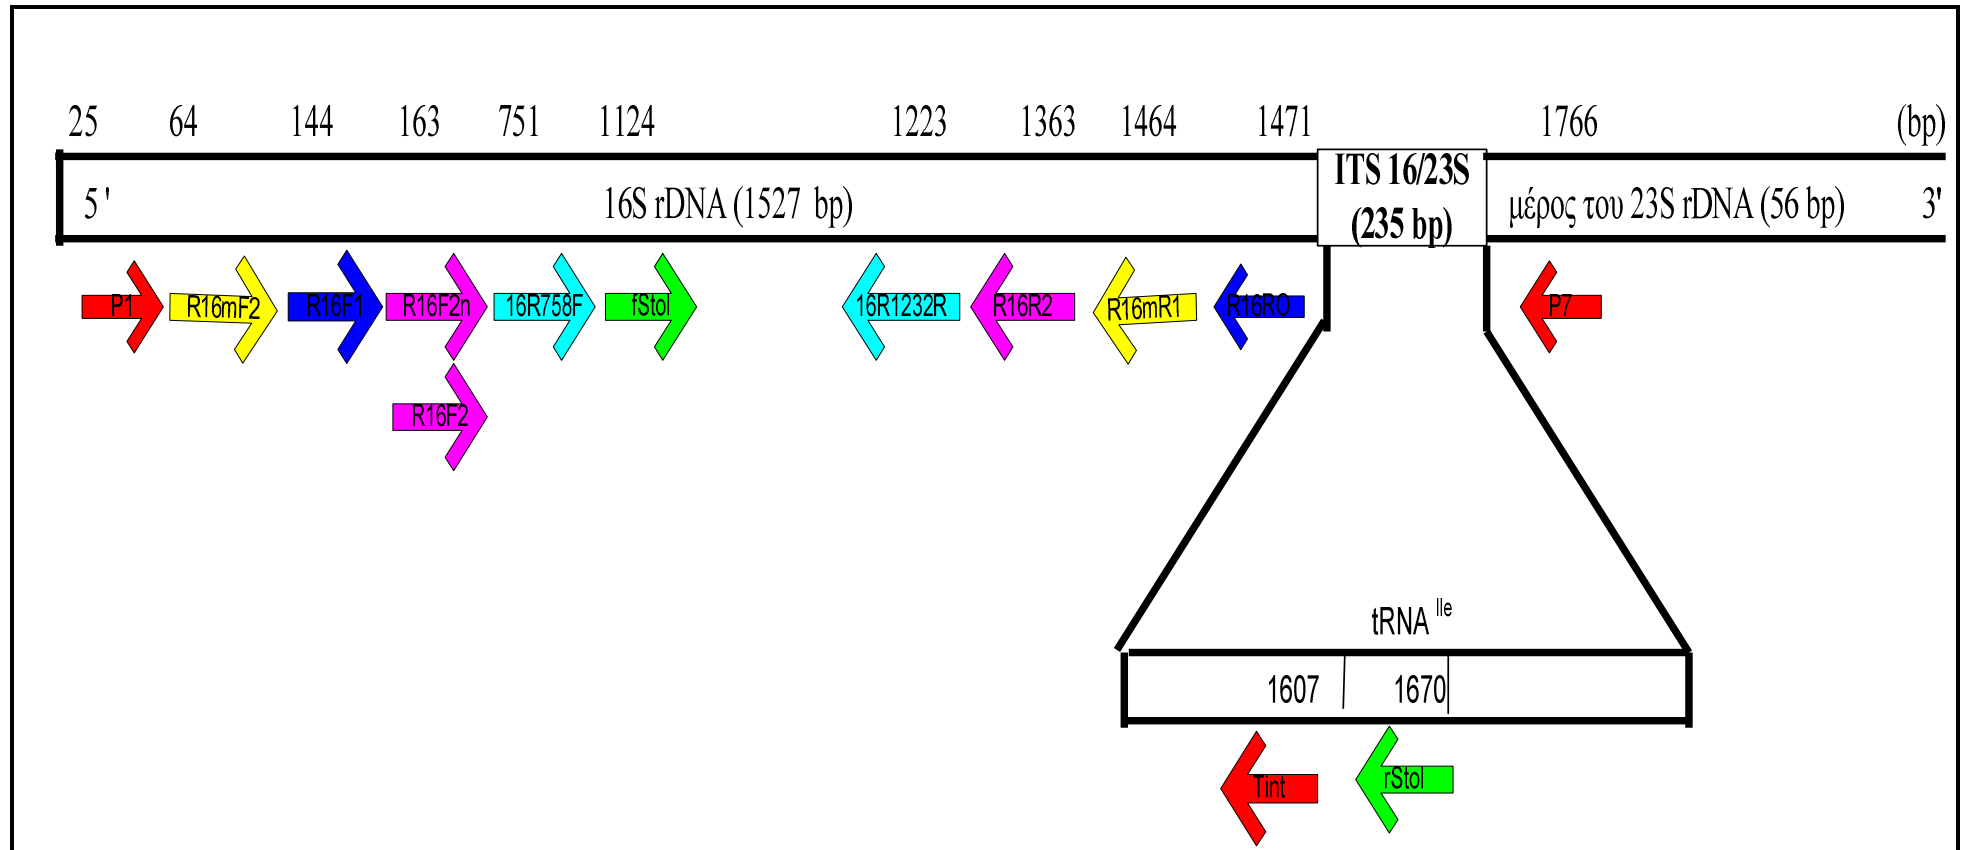 25 64 144 163 751 1124 1223 1363 1464 1471 1766 (bp)
5 ' 16S rDNA (1527 bp) ITS 16/23S (235 bp) μέρος του 23S rDNA (56 bp) 3'
P1 R16mF2 R16F1 R16F2n 16R758F fStol 16R1232R R16R2 R16mR1 R16RO P7
R16F2
tRNA Ile
1607 1670
Tint rStol